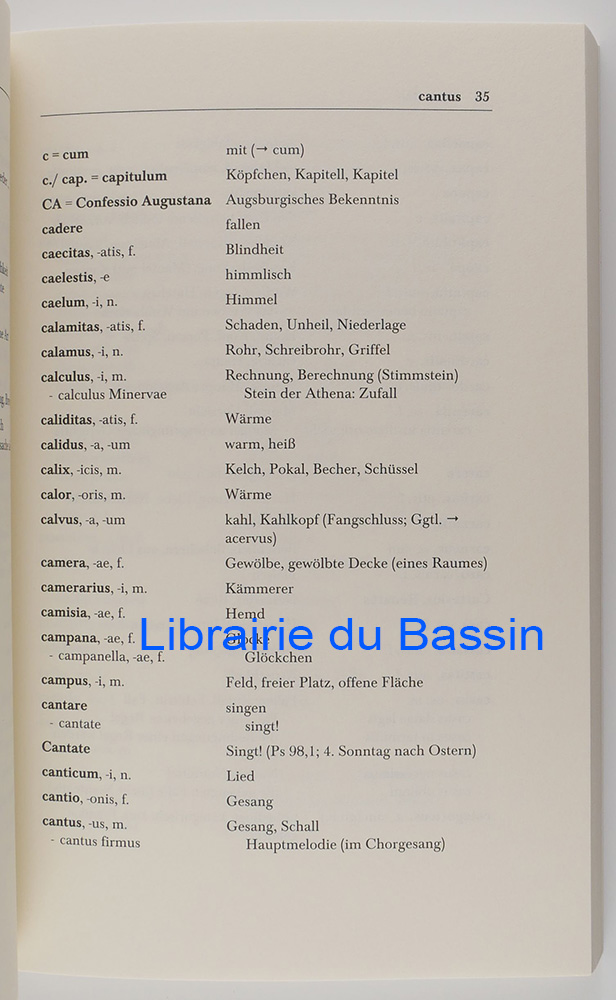 cantus 35
c = cum mit (→ cum)
c./ cap. = capitulum Köpfchen, Kapitell, Kapitel
CA = Confessio Augustana Augsburgisches Bekenntnis
cadere fallen
caecitas, -atis, f. Blindheit
caelestis, -e himmlisch
caelum, -i, n. Himmel
calamitas, -atis, f. Schaden, Unheil, Niederlage
calamus, -i, n. Rohr, Schreibrohr, Griffel
calculus, -i, m. Rechnung, Berechnung (Stimmstein)
- calculus Minervae Stein der Athena: Zufall
caliditas, -atis, f. Wärme
calidus, -a, -um warm, heiß
calix, -icis, m. Kelch, Pokal, Becher, Schüssel
calor, -oris, m. Wärme
calvus, -a, -um kahl, Kahlkopf (Fangschluss; Ggtl. →
acervus)
camera, -ae, f. Gewölbe, gewölbte Decke (eines Raumes)
camerarius, -i, m. Kämmerer
camisia, -ae, f. Hemd
campana, -ae, f. Glocke
Librairie du Bassin
- campanella, -ae, f. Glöckchen
campus, -i, m. Feld, freier Platz, offene Fläche
cantare singen
- cantate singt!
Cantate Singt! (Ps 98,1; 4. Sonntag nach Ostern)
canticum, -i, n. Lied
cantio, -onis, f. Gesang
cantus, -us, m. Gesang, Schall
- cantus firmus Hauptmelodie (im Chorgesang)